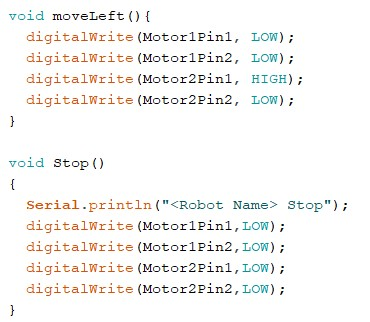 void moveLeft(){
  digitalWrite(Motor1Pin1, LOW);
  digitalWrite(Motor1Pin2, LOW);
  digitalWrite(Motor2Pin1, HIGH);
  digitalWrite(Motor2Pin2, LOW);
}

void Stop()
{
  Serial.println("<Robot Name> Stop");
  digitalWrite(Motor1Pin1,LOW);
  digitalWrite(Motor1Pin2,LOW);
  digitalWrite(Motor2Pin1,LOW);
  digitalWrite(Motor2Pin2,LOW);
}